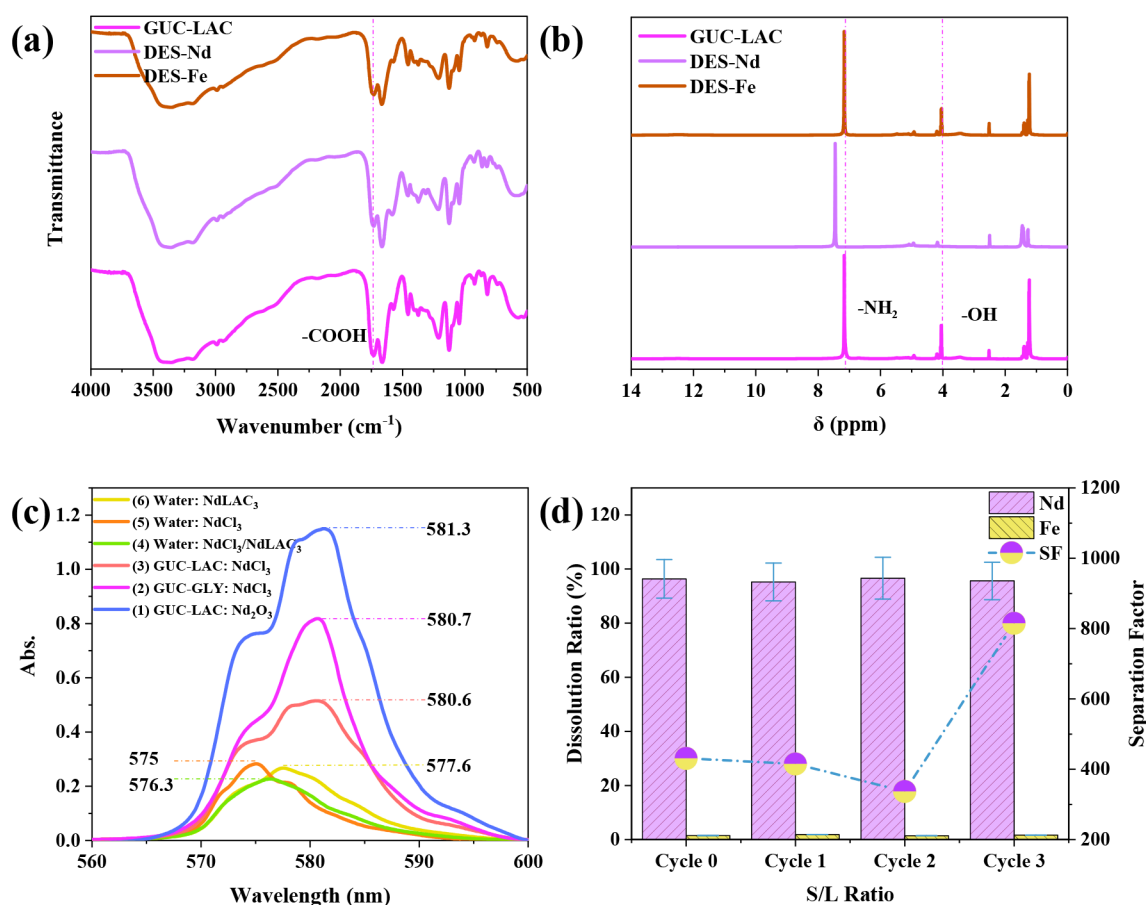 (a)
GUC-LAC
DES-Nd
DES-Fe
-COOH
Transmittance
4000 3500 3000 2500 2000 1500 1000 500
Wavenumber (cm⁻¹)
(b)
GUC-LAC
DES-Nd
DES-Fe
-NH₂
-OH
14 12 10 8 6 4 2 0
δ (ppm)
(c)
(6) Water: NdLAC₃
(5) Water: NdCl₃
(4) Water: NdCl₃/NdLAC₃
(3) GUC-LAC: NdCl₃
(2) GUC-GLY: NdCl₃
(1) GUC-LAC: Nd₂O₃
581.3
580.7
580.6
575
577.6
576.3
1.2
1.0
0.8
0.6
0.4
0.2
0.0
Abs.
560 570 580 590 600
Wavelength (nm)
(d)
Nd
Fe
SF
120
100
80
60
40
20
0
Dissolution Ratio (%)
1200
1000
800
600
400
200
Separation Factor
Cycle 0 Cycle 1 Cycle 2 Cycle 3
S/L Ratio